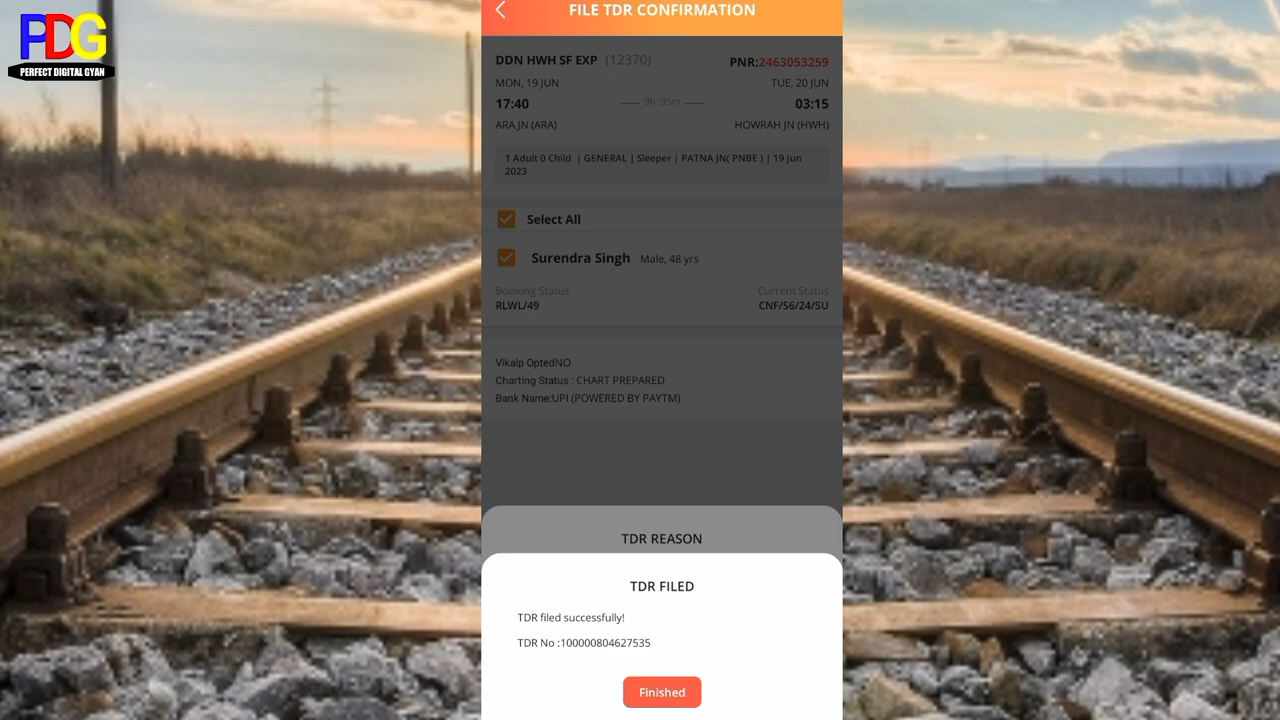 PDG
PERFECT DIGITAL GYAN
FILE TDR CONFIRMATION
DDN HWH SF EXP (12370) PNR:2463053259
MON, 19 JUN TUE, 20 JUN
17:40 9h :35m 03:15
ARA JN (ARA) HOWRAH JN (HWH)
1 Adult 0 Child | GENERAL | Sleeper | PATNA JN( PNBE ) | 19 Jun
2023
Select All
Surendra Singh Male, 48 yrs
Booking Status Current Status
RLWL/49 CNF/S6/24/SU
Vikalp OptedNO
Charting Status : CHART PREPARED
Bank Name:UPI (POWERED BY PAYTM)
TDR REASON
TDR FILED
TDR filed successfully!
TDR No :100000804627535
Finished